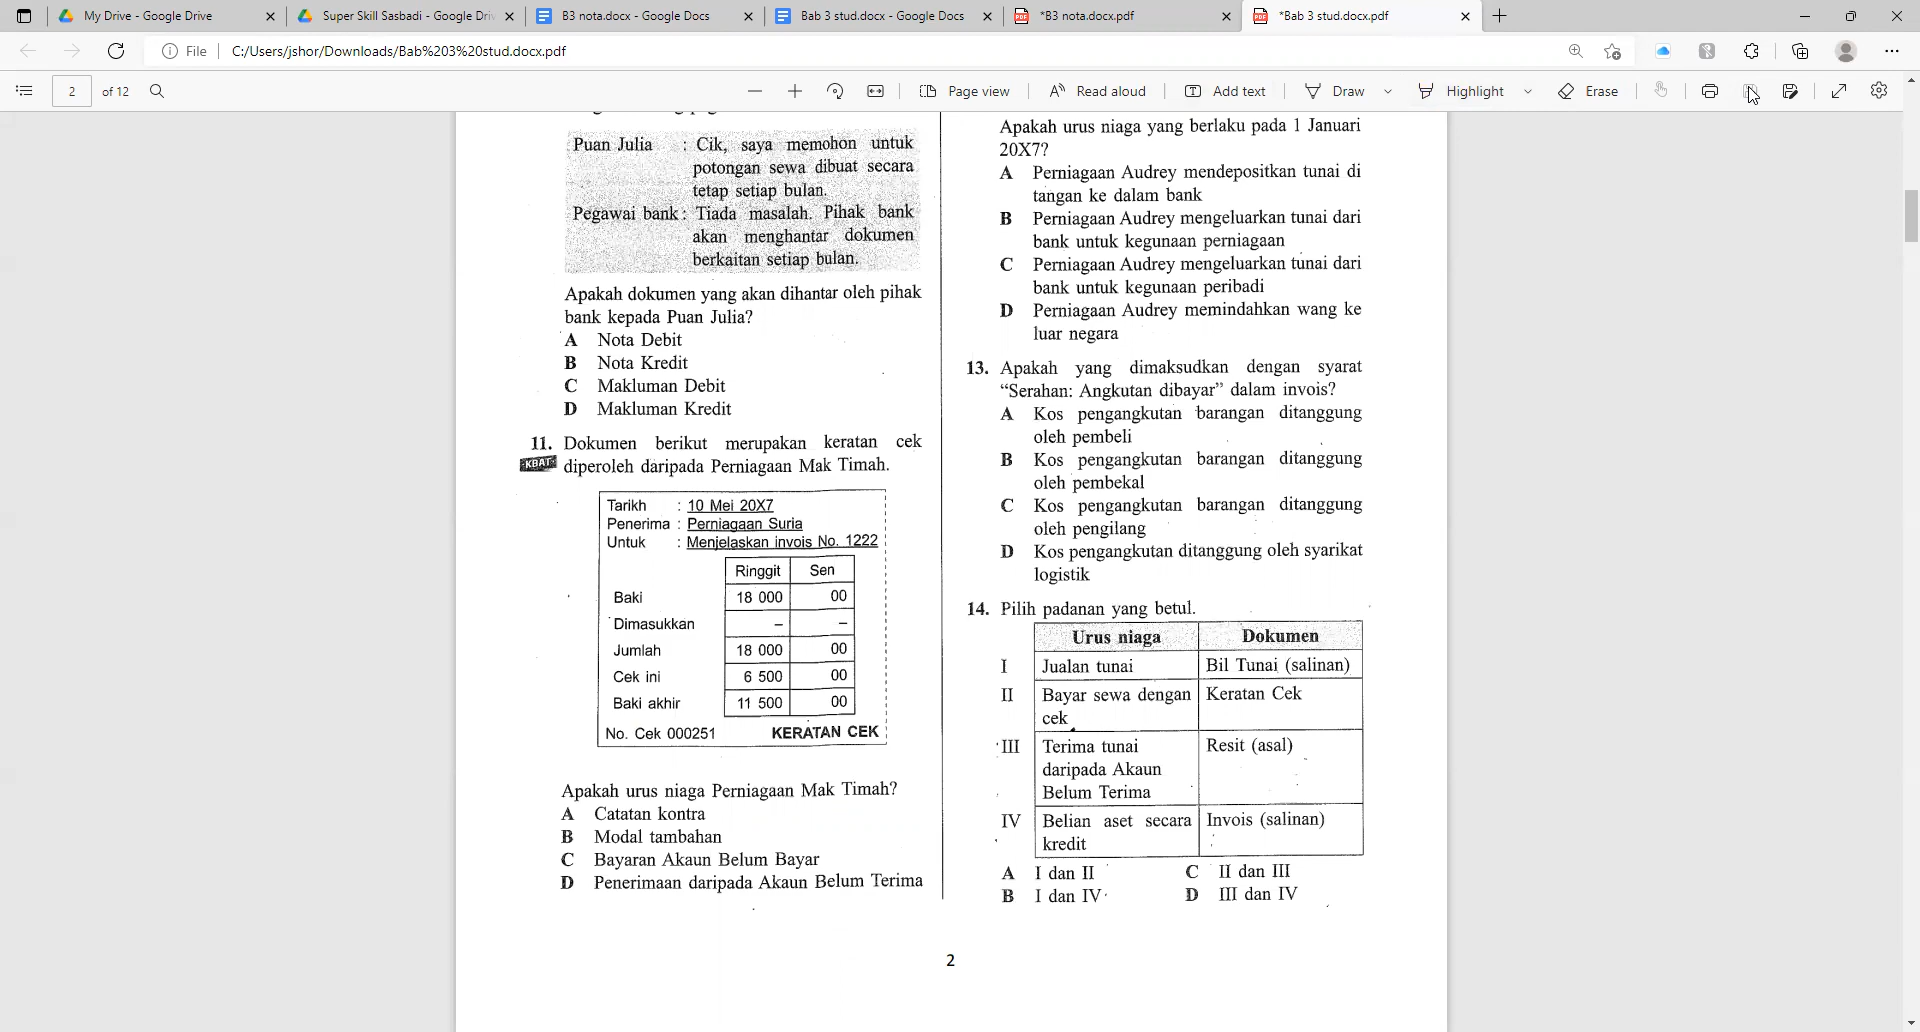 My Drive - Google Drive
Super Skill Sasbadi - Google Driv
B3 nota.docx - Google Docs
Bab 3 stud.docx - Google Docs
*B3 nota.docx.pdf
*Bab 3 stud.docx.pdf
File C:/Users/jshor/Downloads/Bab%203%20stud.docx.pdf
2 of 12
Page view
Read aloud
Add text
Draw
Highlight
Erase
Puan Julia : Cik, saya memohon untuk
potongan sewa dibuat secara
tetap setiap bulan.
Pegawai bank : Tiada masalah. Pihak bank
akan menghantar dokumen
berkaitan setiap bulan.
Apakah dokumen yang akan dihantar oleh pihak
bank kepada Puan Julia?
A Nota Debit
B Nota Kredit
C Makluman Debit
D Makluman Kredit
11. Dokumen berikut merupakan keratan cek
KBAT diperoleh daripada Perniagaan Mak Timah.
Tarikh : 10 Mei 20X7
Penerima : Perniagaan Suria
Untuk : Menjelaskan invois No. 1222
Ringgit Sen
Baki 18 000 00
Dimasukkan – –
Jumlah 18 000 00
Cek ini 6 500 00
Baki akhir 11 500 00
No. Cek 000251 KERATAN CEK
Apakah urus niaga Perniagaan Mak Timah?
A Catatan kontra
B Modal tambahan
C Bayaran Akaun Belum Bayar
D Penerimaan daripada Akaun Belum Terima
Apakah urus niaga yang berlaku pada 1 Januari
20X7?
A Perniagaan Audrey mendepositkan tunai di
tangan ke dalam bank
B Perniagaan Audrey mengeluarkan tunai dari
bank untuk kegunaan perniagaan
C Perniagaan Audrey mengeluarkan tunai dari
bank untuk kegunaan peribadi
D Perniagaan Audrey memindahkan wang ke
luar negara
13. Apakah yang dimaksudkan dengan syarat
“Serahan: Angkutan dibayar” dalam invois?
A Kos pengangkutan barangan ditanggung
oleh pembeli
B Kos pengangkutan barangan ditanggung
oleh pembekal
C Kos pengangkutan barangan ditanggung
oleh pengilang
D Kos pengangkutan ditanggung oleh syarikat
logistik
14. Pilih padanan yang betul.
Urus niaga Dokumen
I Jualan tunai Bil Tunai (salinan)
II Bayar sewa dengan Keratan Cek
cek
III Terima tunai Resit (asal)
daripada Akaun
Belum Terima
IV Belian aset secara Invois (salinan)
kredit
A I dan II C II dan III
B I dan IV D III dan IV
2